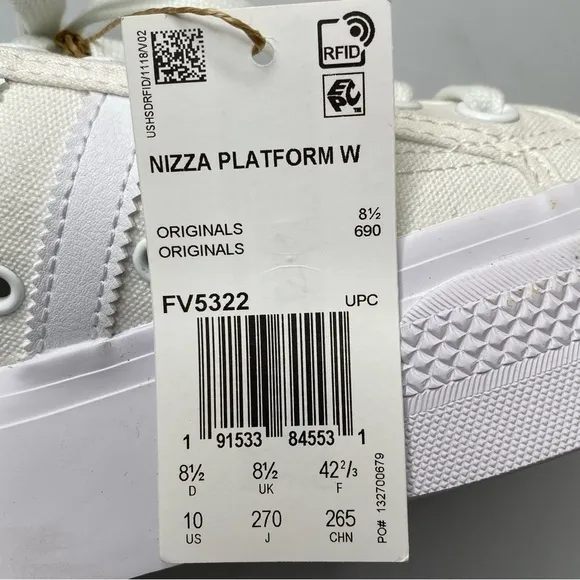 USHSDRFID/1118/V02
RFID
EPC
NIZZA PLATFORM W
ORIGINALS 8½
ORIGINALS 690
FV5322 UPC
1 91533 84553 1
8½ 8½ 42⅔
D UK F
10 270 265
US J CHN
PO# 132700679